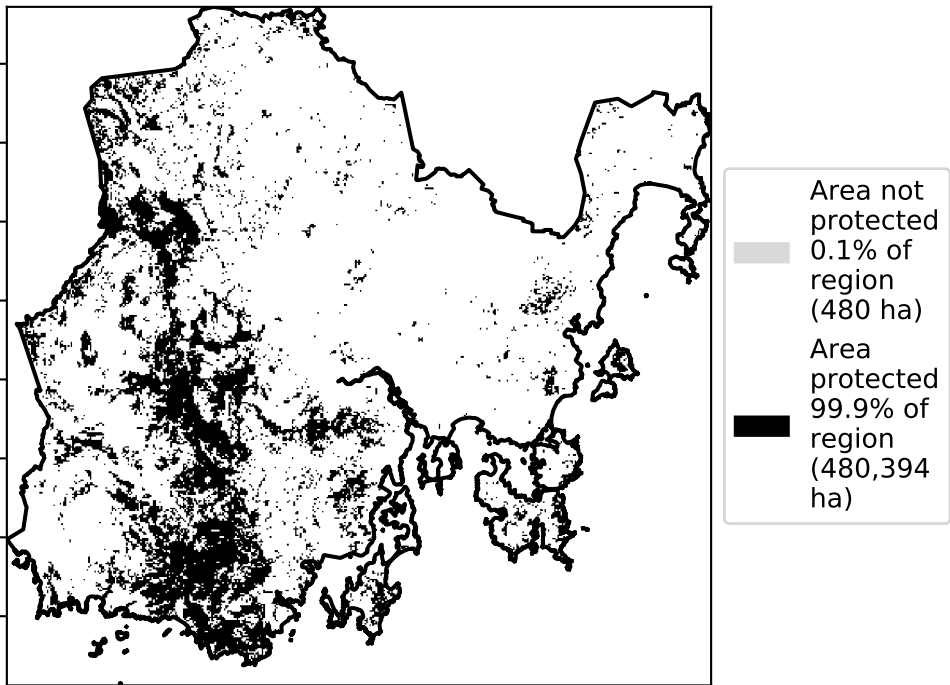 Area not
protected
0.1% of
region
(480 ha)
Area
protected
99.9% of
region
(480,394
ha)